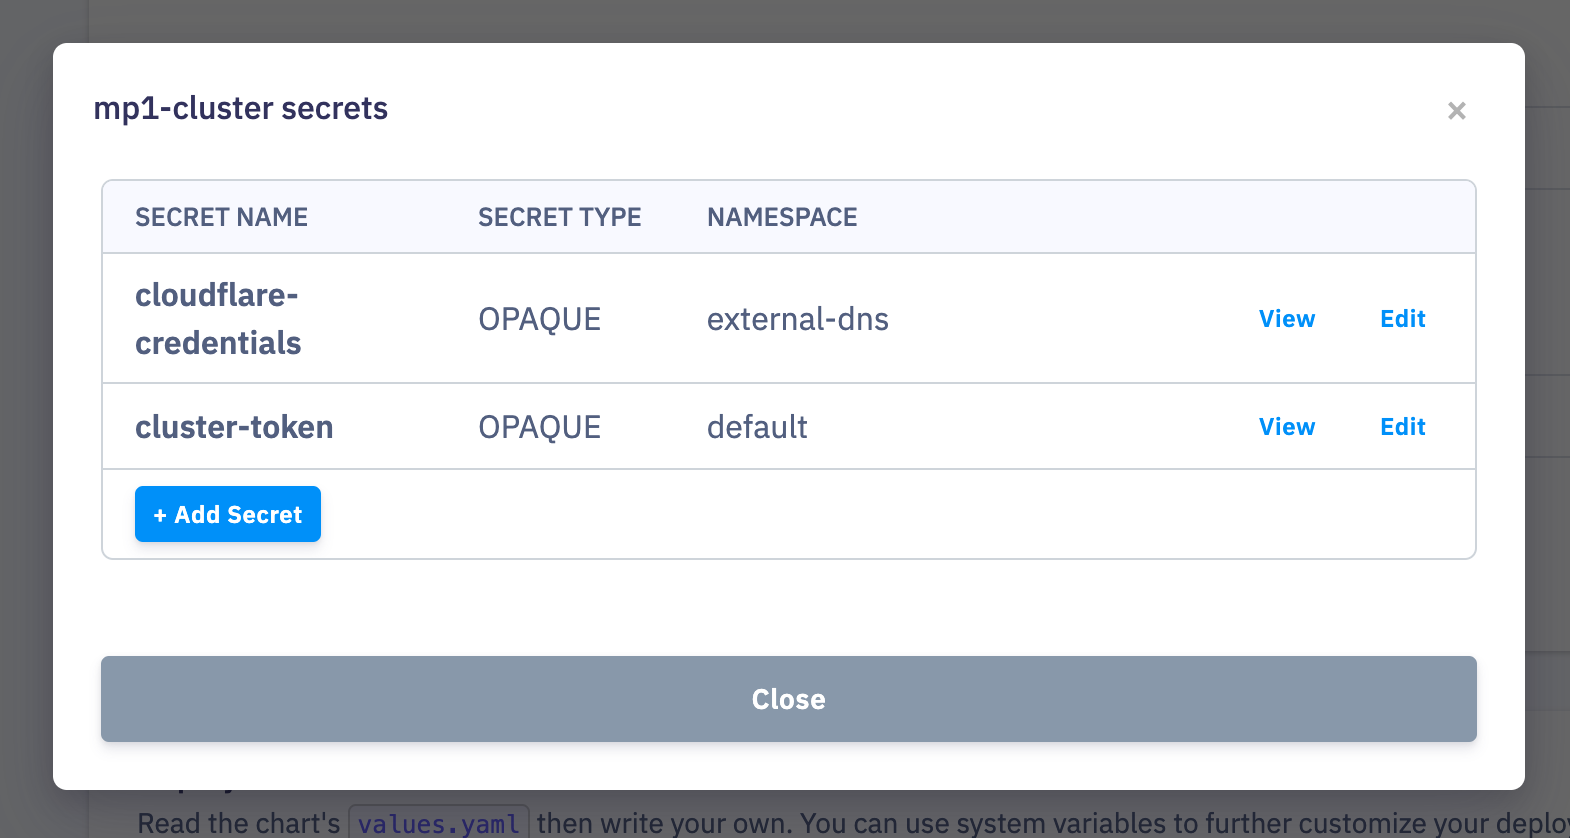 mp1-cluster secrets
×
SECRET NAME SECRET TYPE NAMESPACE
cloudflare-
credentials OPAQUE external-dns View Edit
cluster-token OPAQUE default View Edit
+ Add Secret
Close
Read the chart's values.yaml then write your own. You can use system variables to further customize your